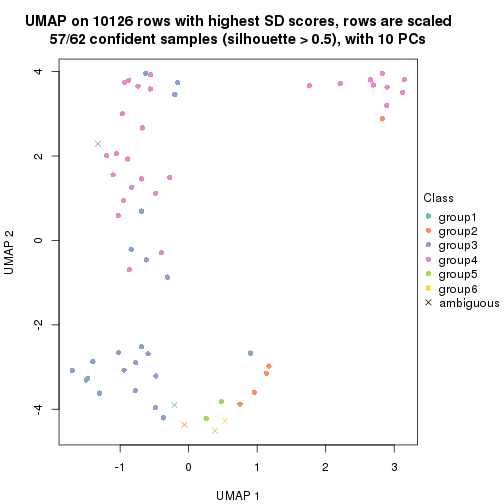 UMAP on 10126 rows with highest SD scores, rows are scaled
57/62 confident samples (silhouette > 0.5), with 10 PCs
4
2
0
-2
-4
UMAP 2
-1
0
1
2
3
UMAP 1
Class
group1
group2
group3
group4
group5
group6
ambiguous